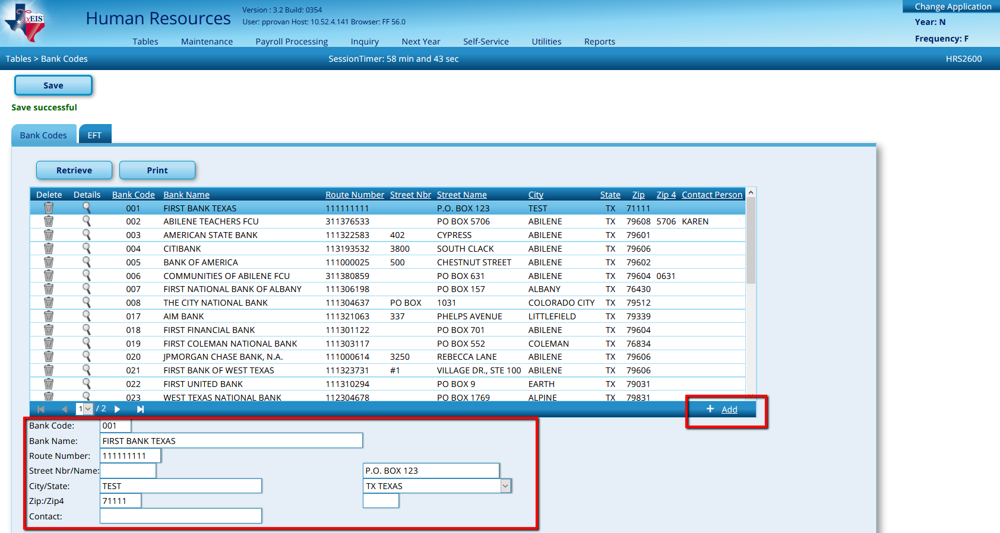 TxEIS
Human Resources
Version : 3.2 Build: 0354
User: pprovan Host: 10.52.4.141 Browser: FF 56.0
Change Application
Year: N
Frequency: F
Tables Maintenance Payroll Processing Inquiry Next Year Self-Service Utilities Reports
Tables > Bank Codes SessionTimer: 58 min and 43 sec HRS2600
Save
Save successful
Bank Codes EFT
Retrieve Print
Delete Details Bank Code Bank Name Route Number Street Nbr Street Name City State Zip Zip 4 Contact Person
001 FIRST BANK TEXAS 111111111 P.O. BOX 123 TEST TX 71111
002 ABILENE TEACHERS FCU 311376533 PO BOX 5706 ABILENE TX 79608 5706 KAREN
003 AMERICAN STATE BANK 111322583 402 CYPRESS ABILENE TX 79601
004 CITIBANK 113193532 3800 SOUTH CLACK ABILENE TX 79606
005 BANK OF AMERICA 111000025 500 CHESTNUT STREET ABILENE TX 79602
006 COMMUNITIES OF ABILENE FCU 311380859 PO BOX 631 ABILENE TX 79604 0631
007 FIRST NATIONAL BANK OF ALBANY 111306198 PO BOX 157 ALBANY TX 76430
008 THE CITY NATIONAL BANK 111304637 PO BOX 1031 COLORADO CITY TX 79512
017 AIM BANK 111321063 337 PHELPS AVENUE LITTLEFIELD TX 79339
018 FIRST FINANCIAL BANK 111301122 PO BOX 701 ABILENE TX 79604
019 FIRST COLEMAN NATIONAL BANK 111303117 PO BOX 552 COLEMAN TX 76834
020 JPMORGAN CHASE BANK, N.A. 111000614 3250 REBECCA LANE ABILENE TX 79606
021 FIRST BANK OF WEST TEXAS 111323731 #1 VILLAGE DR., STE 100 ABILENE TX 79606
022 FIRST UNITED BANK 111310294 PO BOX 9 EARTH TX 79031
023 WEST TEXAS NATIONAL BANK 112304678 PO BOX 1769 ALPINE TX 79831
1 / 2 + Add
Bank Code: 001
Bank Name: FIRST BANK TEXAS
Route Number: 111111111
Street Nbr/Name: P.O. BOX 123
City/State: TEST TX TEXAS
Zip:/Zip4 71111
Contact: